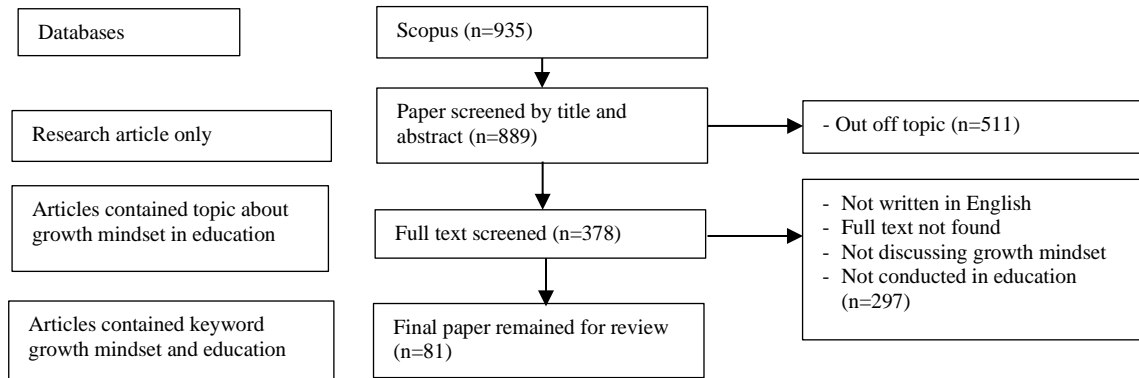 Databases
Scopus (n=935)
Research article only
Paper screened by title and
abstract (n=889)
- Out off topic (n=511)
Articles contained topic about
growth mindset in education
Full text screened (n=378)
- Not written in English
- Full text not found
- Not discussing growth mindset
- Not conducted in education
(n=297)
Articles contained keyword
growth mindset and education
Final paper remained for review
(n=81)